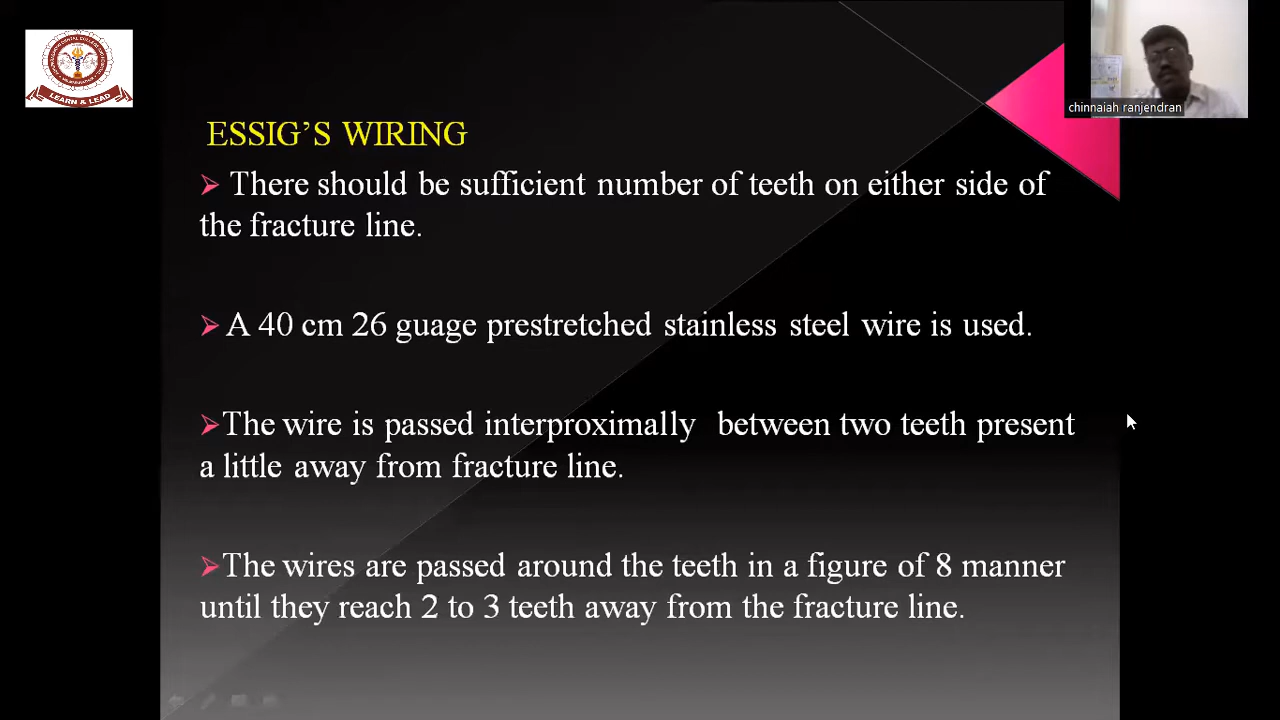 LEARN & LEAD
chinnaiah ranjendran
ESSIG’S WIRING
➢ There should be sufficient number of teeth on either side of
the fracture line.
➢ A 40 cm 26 guage prestretched stainless steel wire is used.
➢ The wire is passed interproximally between two teeth present
a little away from fracture line.
➢ The wires are passed around the teeth in a figure of 8 manner
until they reach 2 to 3 teeth away from the fracture line.